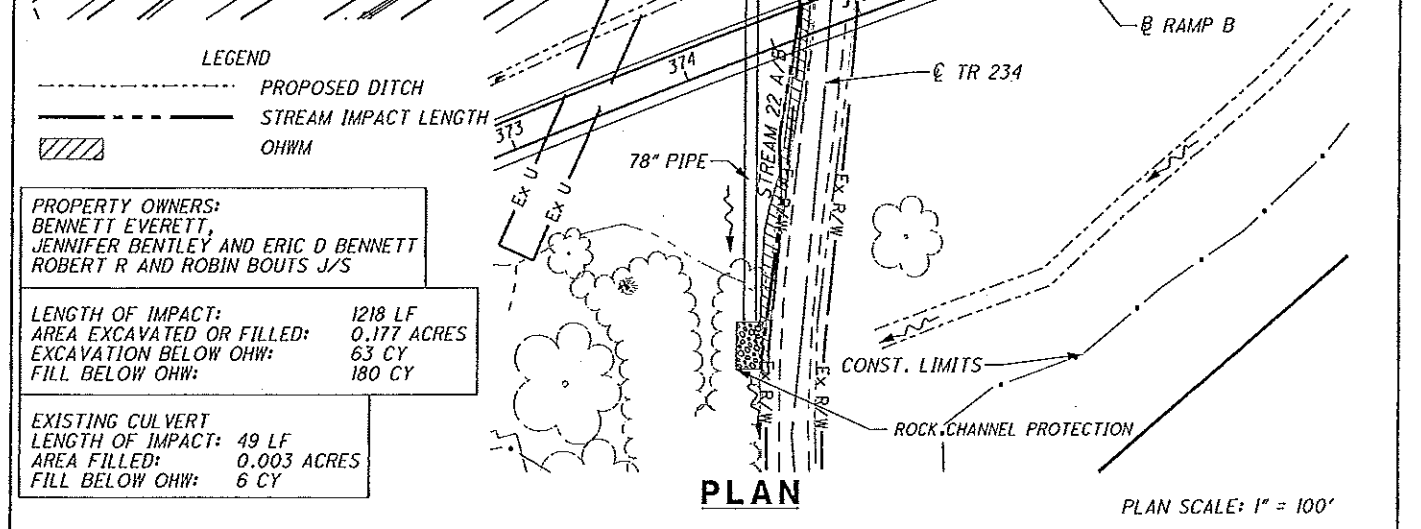 LEGEND
PROPOSED DITCH
STREAM IMPACT LENGTH
OHWM
PROPERTY OWNERS:
BENNETT EVERETT,
JENNIFER BENTLEY AND ERIC D BENNETT
ROBERT R AND ROBIN BOUTS J/S
LENGTH OF IMPACT: 1218 LF
AREA EXCAVATED OR FILLED: 0.177 ACRES
EXCAVATION BELOW OHW: 63 CY
FILL BELOW OHW: 180 CY
EXISTING CULVERT
LENGTH OF IMPACT: 49 LF
AREA FILLED: 0.003 ACRES
FILL BELOW OHW: 6 CY
373
374
Ex U
Ex U
78" PIPE
STREAM 22 A/B
Ex R/W
Ex R/W
Ex R/W
℄ TR 234
RAMP B
CONST. LIMITS
ROCK CHANNEL PROTECTION
PLAN
PLAN SCALE: 1" = 100'